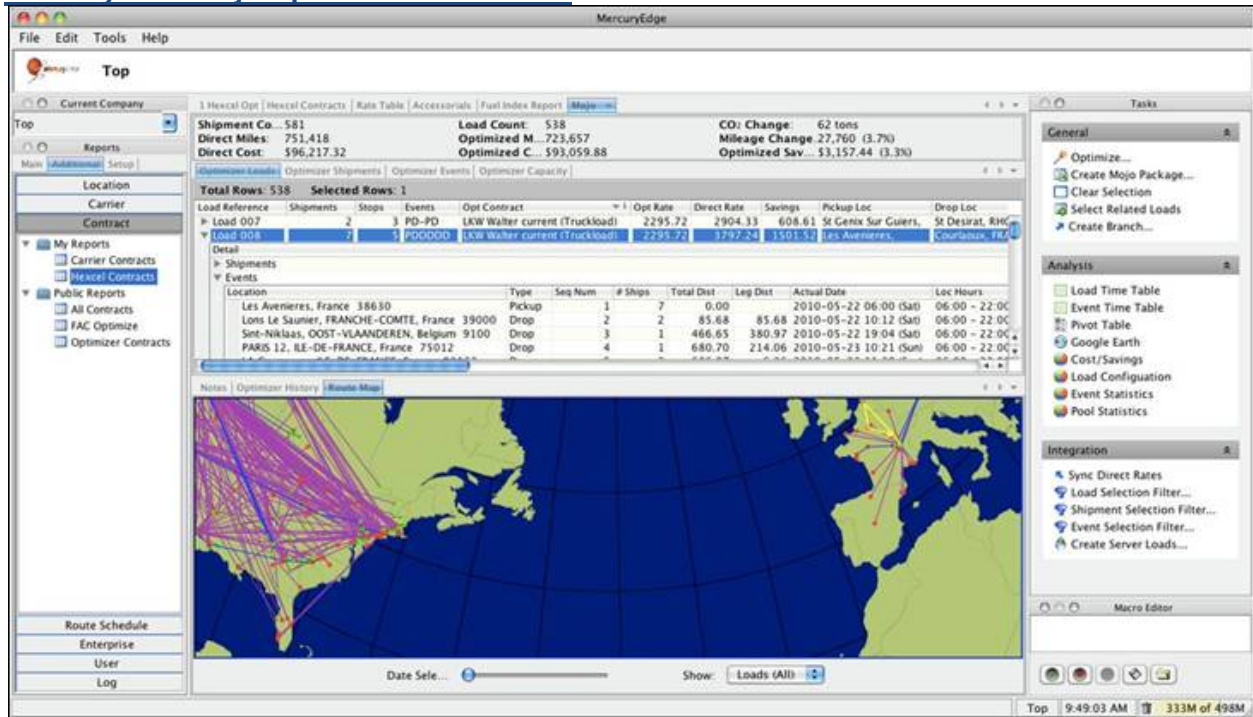 MercuryEdge
File Edit Tools Help
Top
Current Company
Top
Reports
Main Additional Setup
Location
Carrier
Contract
My Reports
Carrier Contracts
Hexcel Contracts
Public Reports
All Contracts
FAC Optimize
Optimizer Contracts
Route Schedule
Enterprise
User
Log
1 Hexcel Opt Hexcel Contracts Rate Table Accessorials Fuel Index Report Mojo
Shipment Co... 581 Load Count: 538 CO2 Change: 62 tons
Direct Miles: 751,418 Optimized M... 723,657 Mileage Change 27,760 (3.7%)
Direct Cost: $96,217.32 Optimized C... $93,059.88 Optimized Sav... $3,157.44 (3.3%)
Optimizer Loads Optimizer Shipments Optimizer Events Optimizer Capacity
Total Rows: 538 Selected Rows: 1
Load Reference Shipments Stops Events Opt Contract Opt Rate Direct Rate Savings Pickup Loc Drop Loc
Load 007 2 3 PD-PD LKW Walter current (Truckload) 2295.72 2904.33 608.61 St Genix Sur Guiers, St Desirat, RHO
Load 008 7 5 PDDDDD LKW Walter current (Truckload) 2295.72 3797.24 1501.52 Les Avenieres, Courlaoux, FRA
Detail
Shipments
Events
Location Type Seq Num # Ships Total Dist Leg Dist Actual Date Loc Hours
Les Avenieres, France 38630 Pickup 1 7 0.00 2010-05-22 06:00 (Sat) 06:00 - 22:00
Lons Le Saunier, FRANCHE-COMTE, France 39000 Drop 2 2 85.68 85.68 2010-05-22 10:12 (Sat) 06:00 - 22:00
Sint-Niklaas, OOST-VLAANDEREN, Belgium 9100 Drop 3 1 466.65 380.97 2010-05-22 19:04 (Sat) 06:00 - 22:00
PARIS 12, ILE-DE-FRANCE, France 75012 Drop 4 1 680.70 214.06 2010-05-23 10:21 (Sun) 06:00 - 22:00
Notes Optimizer History Route Map
Date Sele... Show: Loads (All)
Tasks
General
Optimize...
Create Mojo Package...
Clear Selection
Select Related Loads
Create Branch...
Analysis
Load Time Table
Event Time Table
Pivot Table
Google Earth
Cost/Savings
Load Configuation
Event Statistics
Pool Statistics
Integration
Sync Direct Rates
Load Selection Filter...
Shipment Selection Filter...
Event Selection Filter...
Create Server Loads...
Macro Editor
Top 9:49:03 AM 333M of 498M